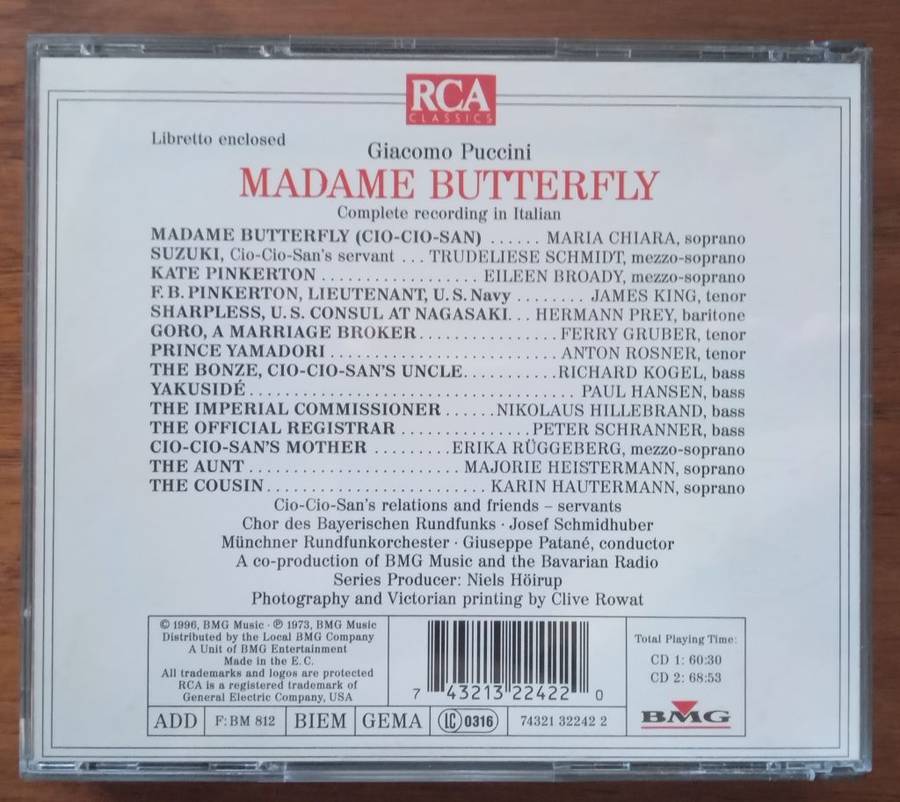 RCA
CLASSICS
Libretto enclosed
Giacomo Puccini
MADAME BUTTERFLY
Complete recording in Italian
MADAME BUTTERFLY (CIO-CIO-SAN) ...... MARIA CHIARA, soprano
SUZUKI, Cio-Cio-San's servant ... TRUDELIESE SCHMIDT, mezzo-soprano
KATE PINKERTON ................ EILEEN BROADY, mezzo-soprano
F. B. PINKERTON, LIEUTENANT, U. S. Navy ........ JAMES KING, tenor
SHARPLESS, U. S. CONSUL AT NAGASAKI... HERMANN PREY, baritone
GORO, A MARRIAGE BROKER ................ FERRY GRUBER, tenor
PRINCE YAMADORI ........................... ANTON ROSNER, tenor
THE BONZE, CIO-CIO-SAN'S UNCLE........... RICHARD KOGEL, bass
YAKUSIDÉ ....................................... PAUL HANSEN, bass
THE IMPERIAL COMMISSIONER ...... NIKOLAUS HILLEBRAND, bass
THE OFFICIAL REGISTRAR ............... PETER SCHRANNER, bass
CIO-CIO-SAN'S MOTHER ......... ERIKA RÜGGEBERG, mezzo-soprano
THE AUNT ......................... MAJORIE HEISTERMANN, soprano
THE COUSIN ......................... KARIN HAUTERMANN, soprano
Cio-Cio-San's relations and friends – servants
Chor des Bayerischen Rundfunks · Josef Schmidhuber
Münchner Rundfunkorchester · Giuseppe Patané, conductor
A co-production of BMG Music and the Bavarian Radio
Series Producer: Niels Höirup
Photography and Victorian printing by Clive Rowat
© 1996, BMG Music · ℗ 1973, BMG Music
Distributed by the Local BMG Company
A Unit of BMG Entertainment
Made in the E. C.
All trademarks and logos are protected
RCA is a registered trademark of
General Electric Company, USA
7 43213 22422 0
Total Playing Time:
CD 1: 60:30
CD 2: 68:53
BMG
ADD F: BM 812 BIEM GEMA LC 0316 74321 32242 2